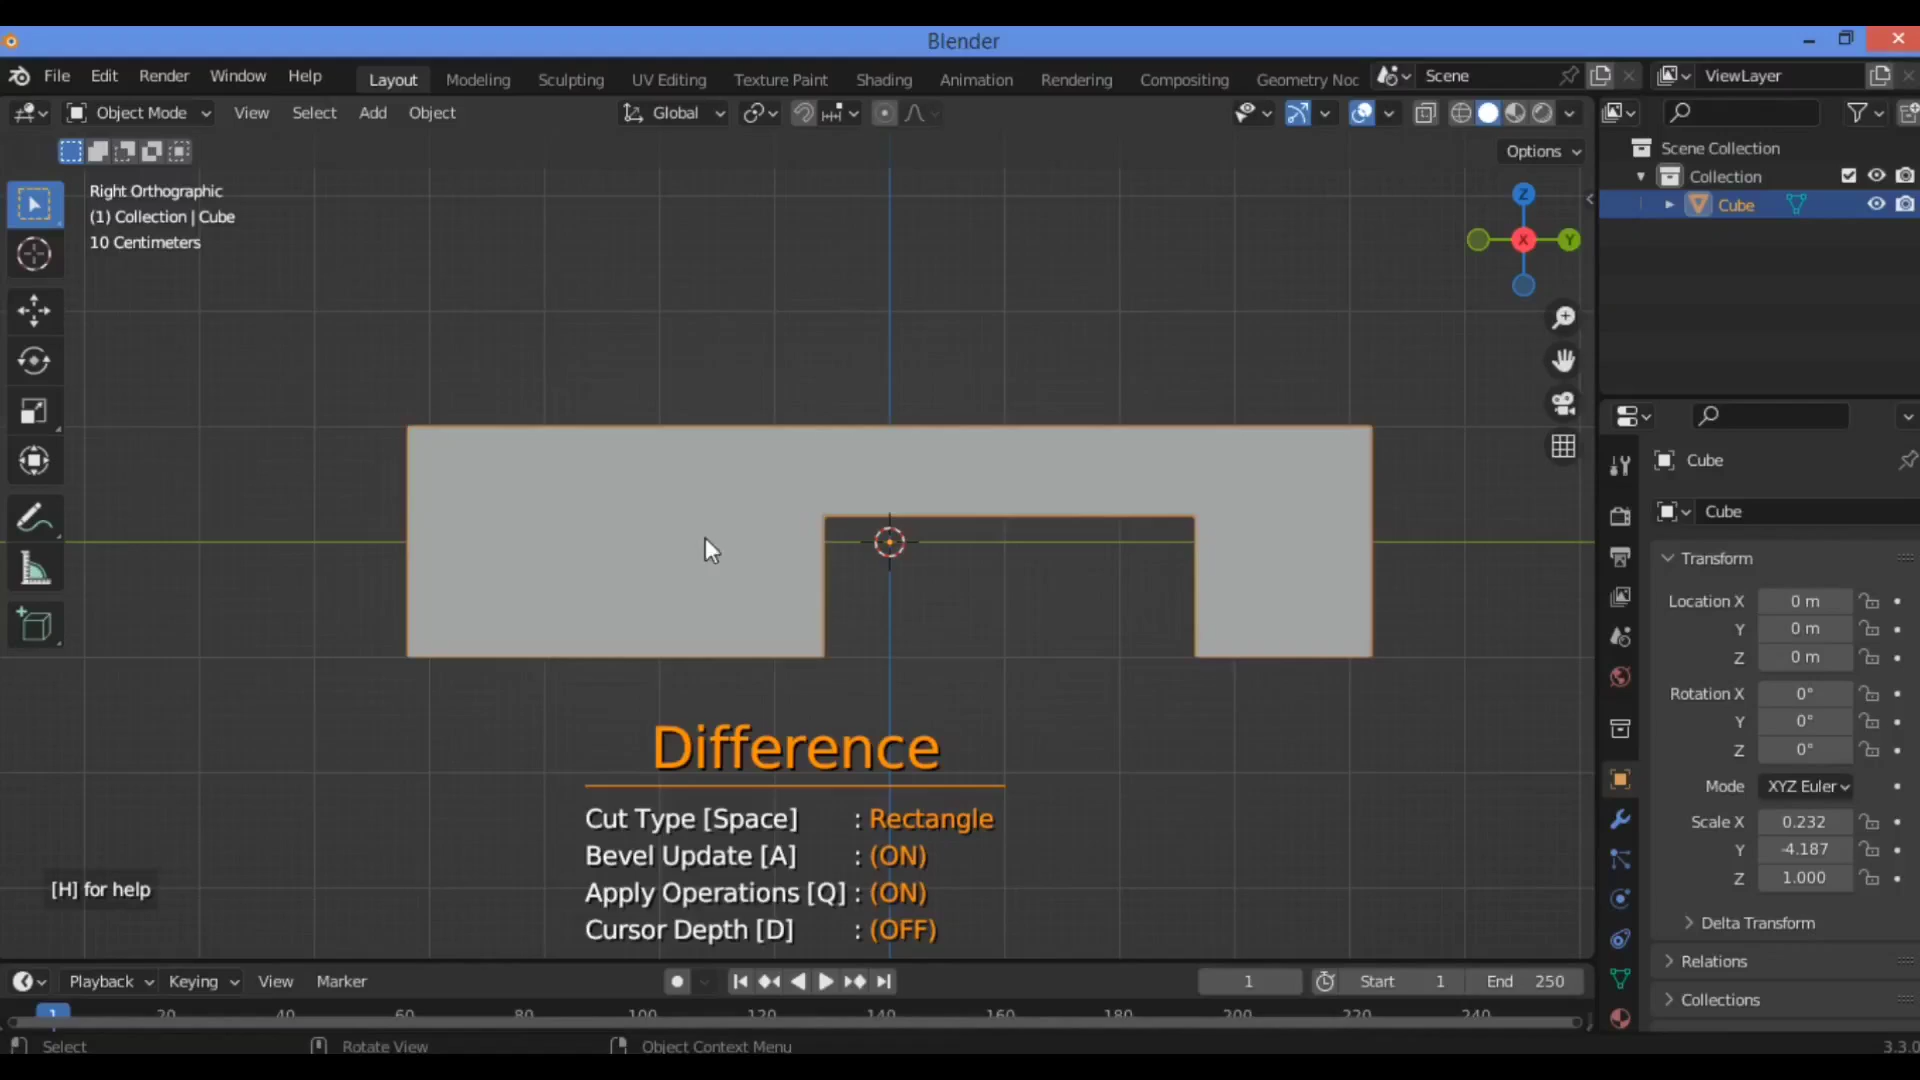 Blender
File Edit Render Window Help Layout Modeling Sculpting UV Editing Texture Paint Shading Animation Rendering Compositing Geometry Noc Scene ViewLayer
Object Mode View Select Add Object Global
Options
Right Orthographic
(1) Collection | Cube
10 Centimeters
Z
X
Y
Scene Collection
Collection
Cube
Cube
Cube
Transform
Location X 0 m
Y 0 m
Z 0 m
Rotation X 0°
Y 0°
Z 0°
Mode XYZ Euler
Scale X 0.232
Y -4.187
Z 1.000
Delta Transform
Relations
Collections
Difference
Cut Type [Space] : Rectangle
Bevel Update [A] : (ON)
Apply Operations [Q] : (ON)
Cursor Depth [D] : (OFF)
[H] for help
Playback Keying View Marker 1 Start 1 End 250
1 20 40 60 80 100 120 140 160 180 200 220 240
Select Rotate View Object Context Menu 3.3.0